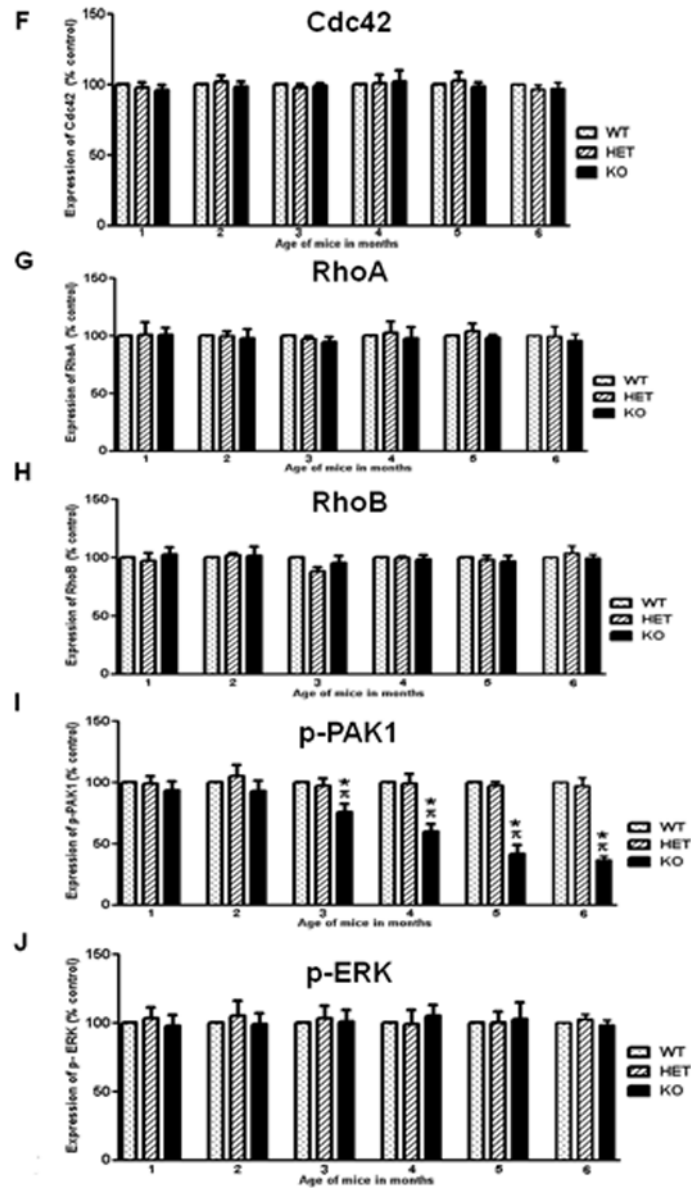 F
Cdc42
Expression of Cdc42 (% control)
150
100
50
0
1 2 3 4 5 6
Age of mice in months
WT
HET
KO
G
RhoA
Expression of RhoA (% control)
150
100
50
0
1 2 3 4 5 6
Age of mice in months
WT
HET
KO
H
RhoB
Expression of RhoB (% control)
150
100
50
0
1 2 3 4 5 6
Age of mice in months
WT
HET
KO
I
p-PAK1
Expression of p-PAK1 (% control)
150
100
50
0
* * * *
π π π π
1 2 3 4 5 6
Age of mice in months
WT
HET
KO
J
p-ERK
Expression of p- ERK (% control)
150
100
50
0
1 2 3 4 5 6
Age of mice in months
WT
HET
KO